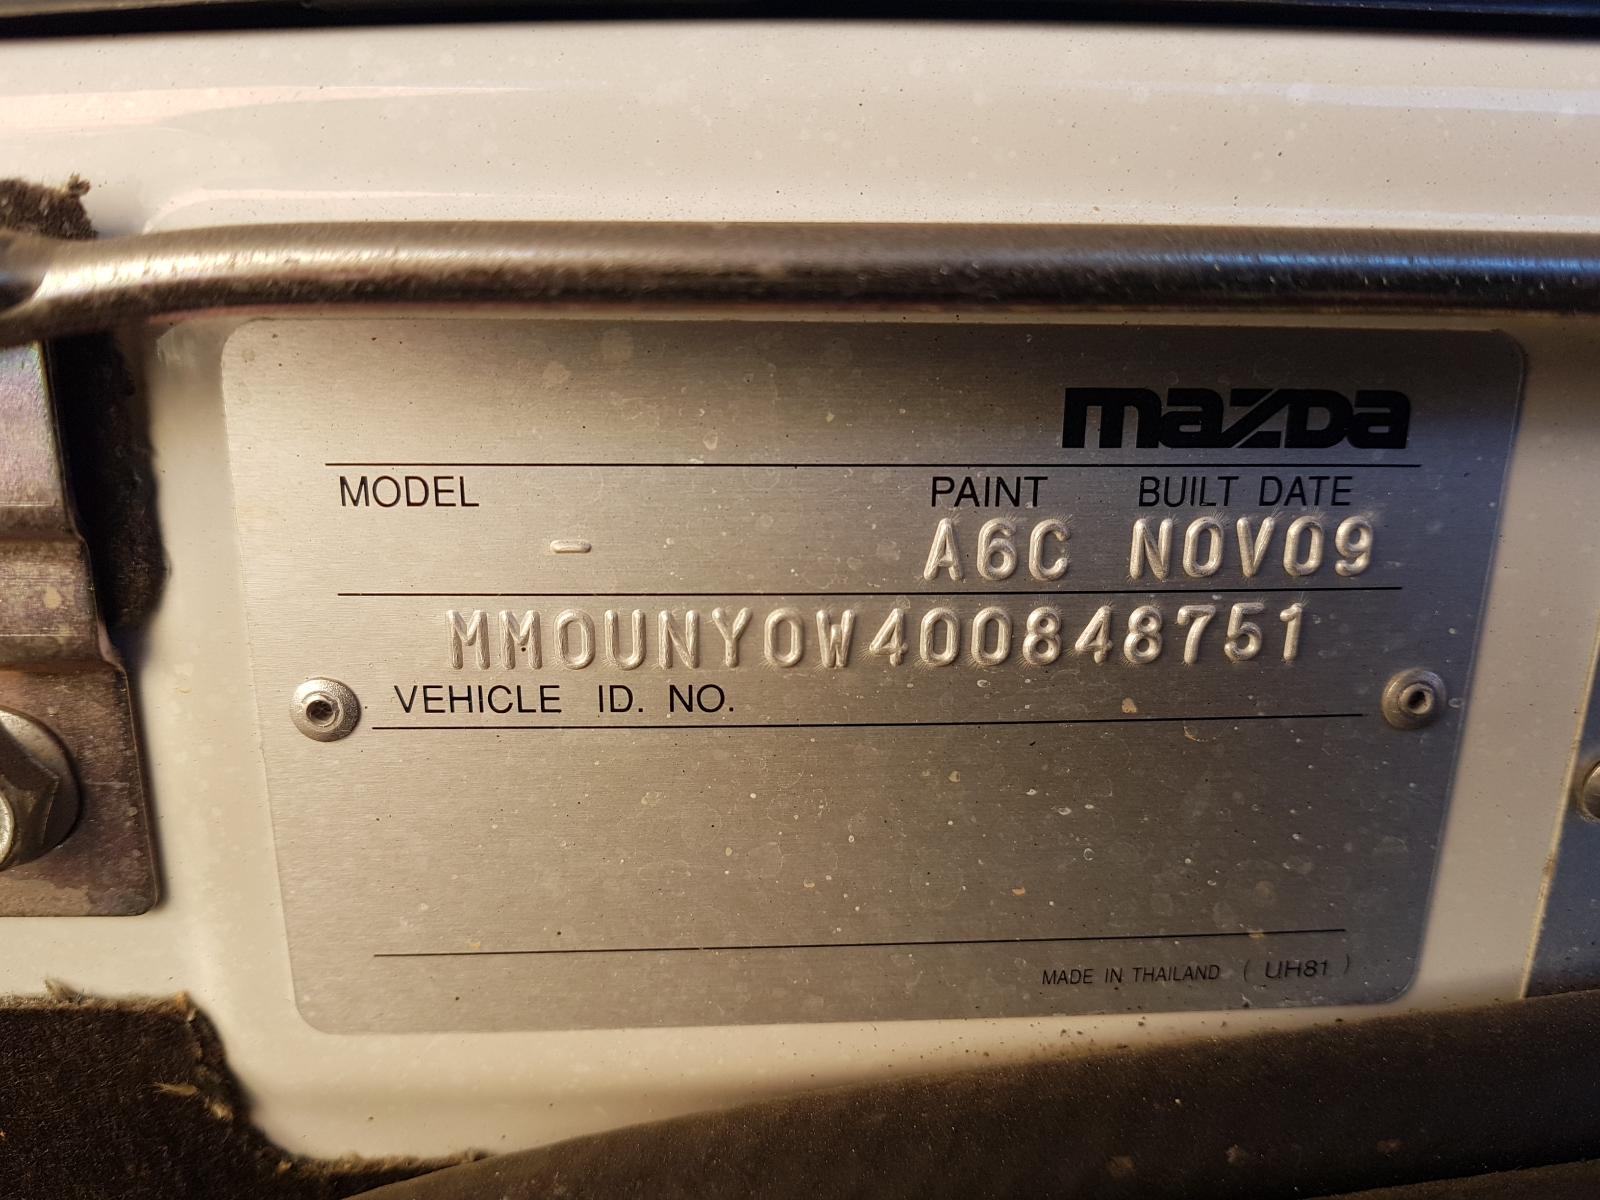 mazda
MODEL PAINT BUILT DATE
- A6C NOV09
MM0UNY0W400848751
VEHICLE ID. NO.
MADE IN THAILAND ( UH81 )